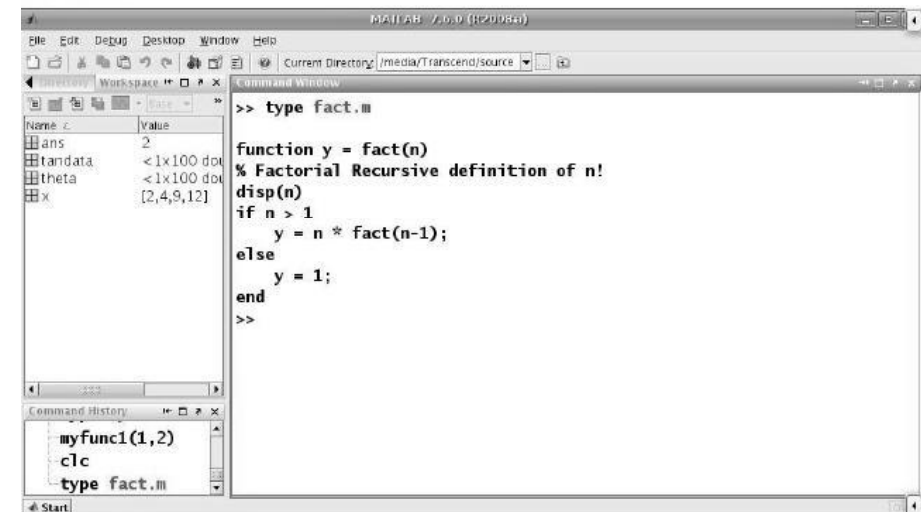 MATLAB 7.6.0 (R2008a)
File Edit Debug Desktop Window Help
Current Directory: /media/Transcend/source
Directory Workspace
Base
Name Value
ans 2
tandata <1x100 dou
theta <1x100 dou
x [2,4,9,12]
Command History
myfunc1(1,2)
clc
type fact.m
Command Window
>> type fact.m
function y = fact(n)
% Factorial Recursive definition of n!
disp(n)
if n > 1
y = n * fact(n-1);
else
y = 1;
end
>>
Start